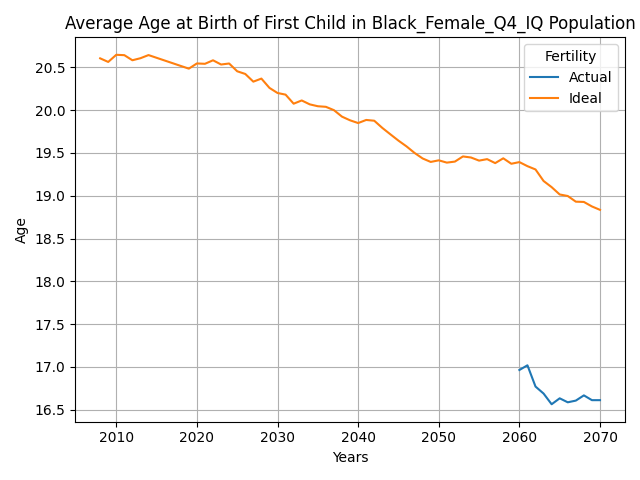 Average Age at Birth of First Child in Black_Female_Q4_IQ Population
Fertility
Actual
Ideal
Age
20.5
20.0
19.5
19.0
18.5
18.0
17.5
17.0
16.5
2010 2020 2030 2040 2050 2060 2070
Years